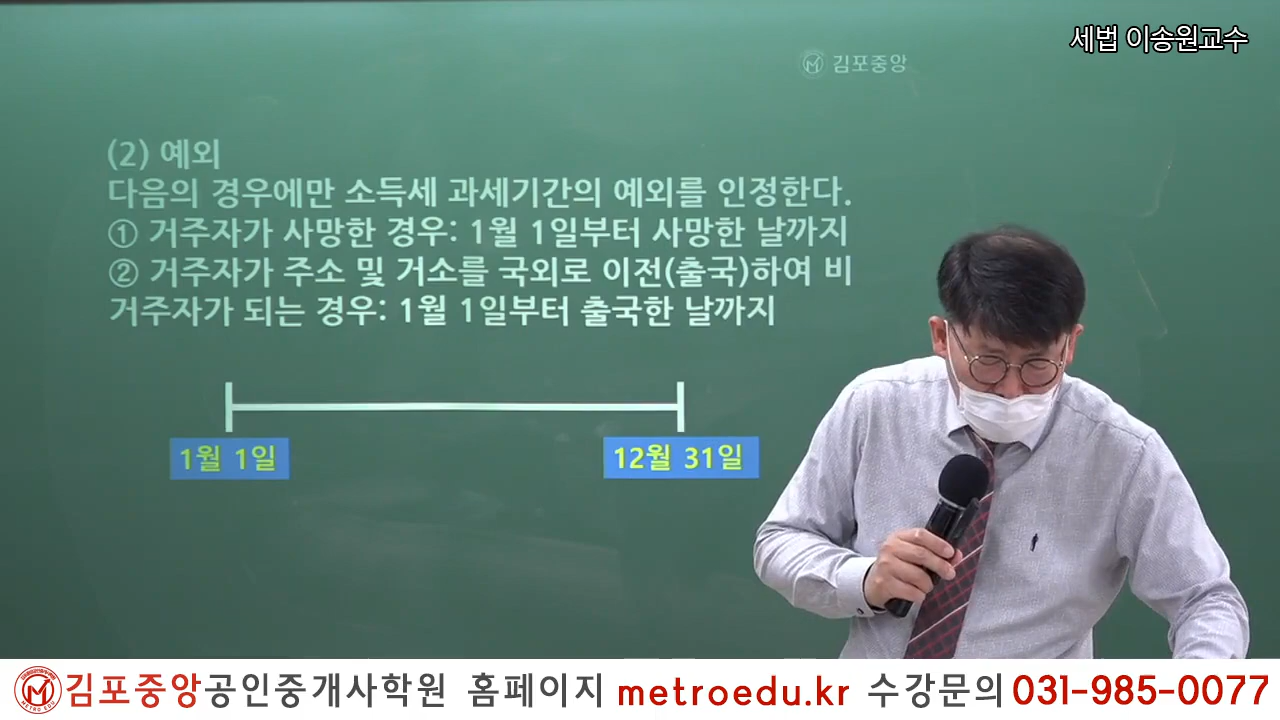 세법 이송원교수
김포중앙
(2) 예외
다음의 경우에만 소득세 과세기간의 예외를 인정한다.
① 거주자가 사망한 경우: 1월 1일부터 사망한 날까지
② 거주자가 주소 및 거소를 국외로 이전(출국)하여 비
거주자가 되는 경우: 1월 1일부터 출국한 날까지
1월 1일
12월 31일
김포중앙공인중개사학원 홈페이지 metroedu.kr 수강문의 031-985-0077
METRO EDU